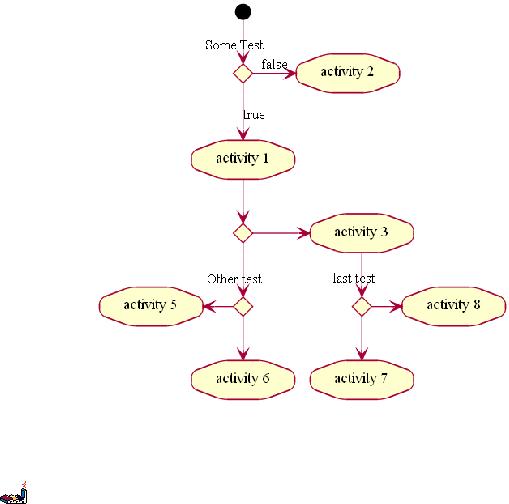 Some Test
false
activity 2
true
activity 1
activity 3
Other test
last test
activity 5
activity 8
activity 6
activity 7